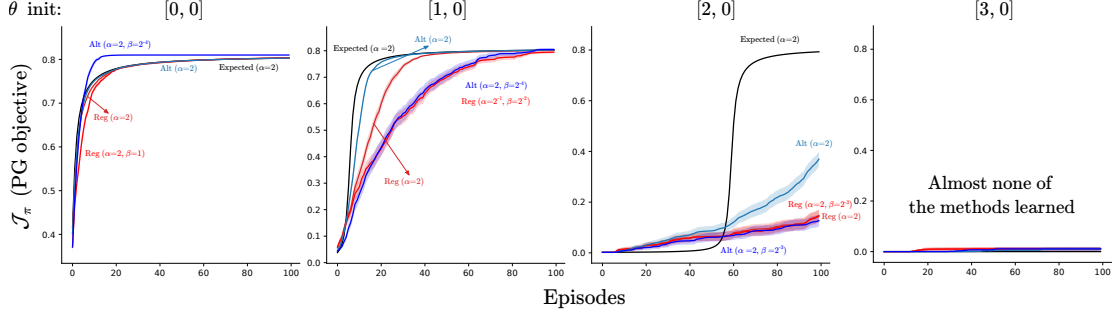 θ init:
[0, 0]
[1, 0]
[2, 0]
[3, 0]
𝒥π (PG objective)
0.8
0.7
0.6
0.5
0.4
0
20
40
60
80
100
Alt (α=2, β=2⁻⁴)
Alt (α=2)
Expected (α=2)
Reg (α=2)
Reg (α=2, β=1)
0.8
0.7
0.6
0.5
0.4
0.3
0.2
0.1
0.0
0
20
40
60
80
100
Expected (α=2)
Alt (α=2)
Alt (α=2, β=2⁻⁴)
Reg (α=2⁻¹, β=2⁻²)
Reg (α=2)
0.8
0.6
0.4
0.2
0.0
0
20
40
60
80
100
Expected (α=2)
Alt (α=2)
Reg (α=2, β=2⁻³)
Reg (α=2)
Alt (α=2, β=2⁻³)
0.8
0.6
0.4
0.2
0.0
0
20
40
60
80
100
Almost none of
the methods learned
Episodes